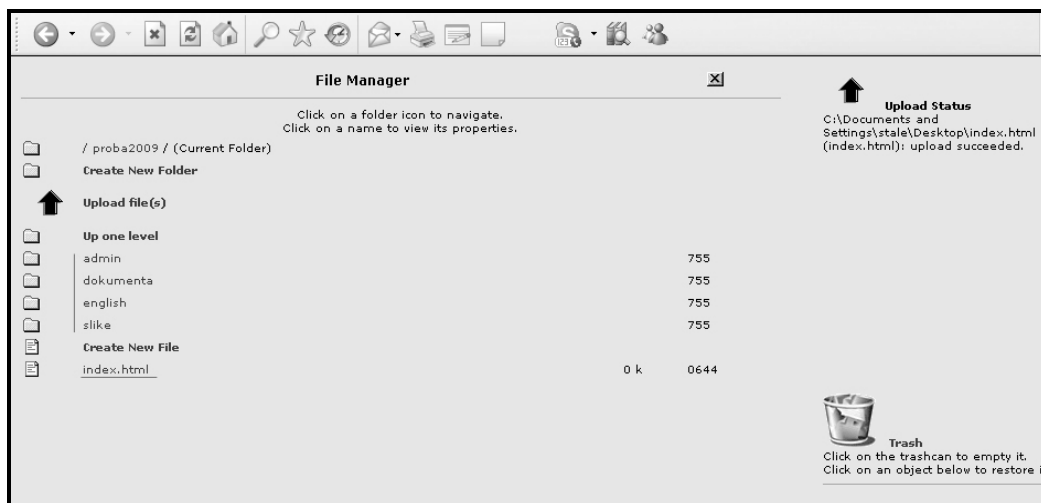 File Manager
Click on a folder icon to navigate.
Click on a name to view its properties.
/ proba2009 / (Current Folder)
Create New Folder
Upload file(s)
Up one level
admin 755
dokumenta 755
english 755
slike 755
Create New File
index.html 0 k 0644
Upload Status
C:\Documents and
Settings\stale\Desktop\index.html
(index.html): upload succeeded.
Trash
Click on the trashcan to empty it.
Click on an object below to restore